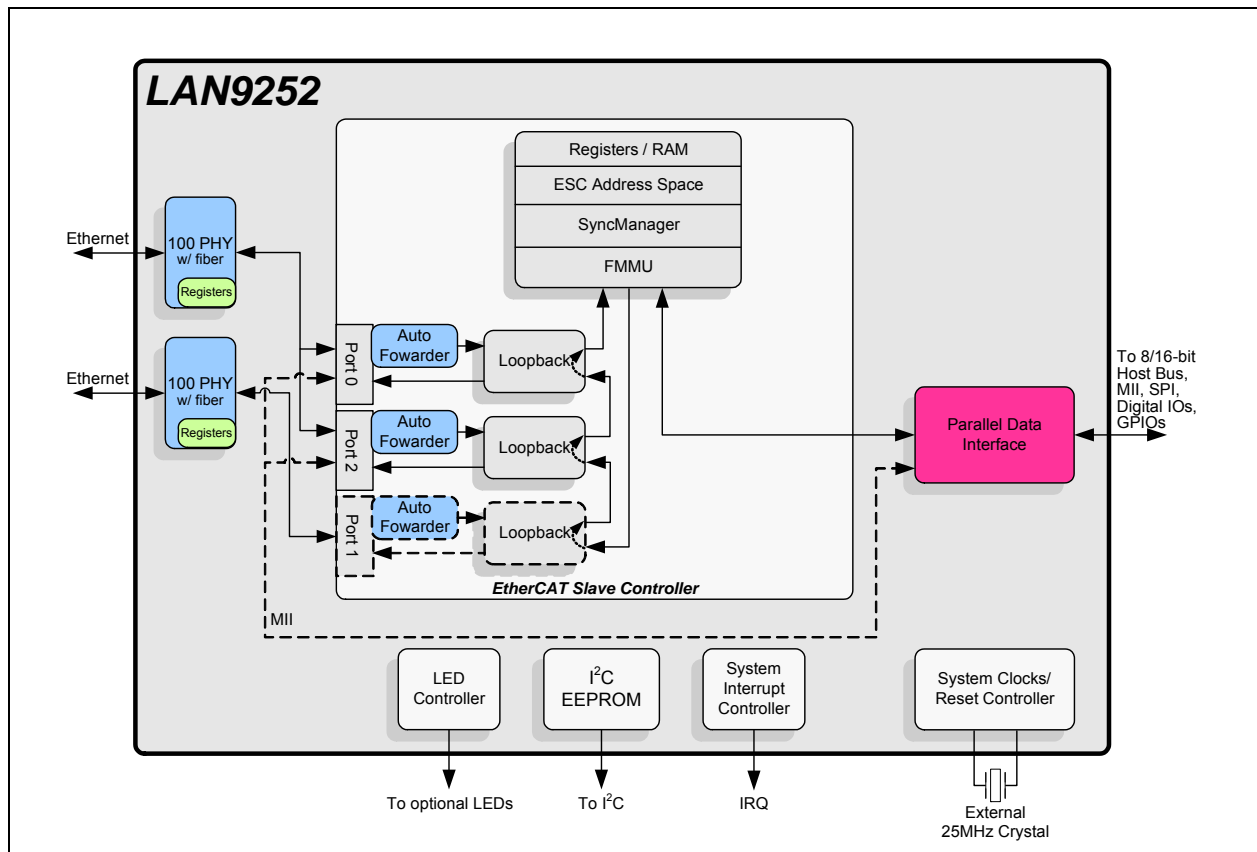 LAN9252
Registers / RAM
ESC Address Space
SyncManager
FMMU
Ethernet
100 PHY
w/ fiber
Registers
Ethernet
100 PHY
w/ fiber
Registers
Port 0
Auto
Fowarder
Loopback
Port 2
Auto
Fowarder
Loopback
Port 1
Auto
Fowarder
Loopback
EtherCAT Slave Controller
MII
Parallel Data
Interface
To 8/16-bit
Host Bus,
MII, SPI,
Digital IOs,
GPIOs
LED
Controller
I²C
EEPROM
System
Interrupt
Controller
System Clocks/
Reset Controller
To optional LEDs
To I²C
IRQ
External
25MHz Crystal